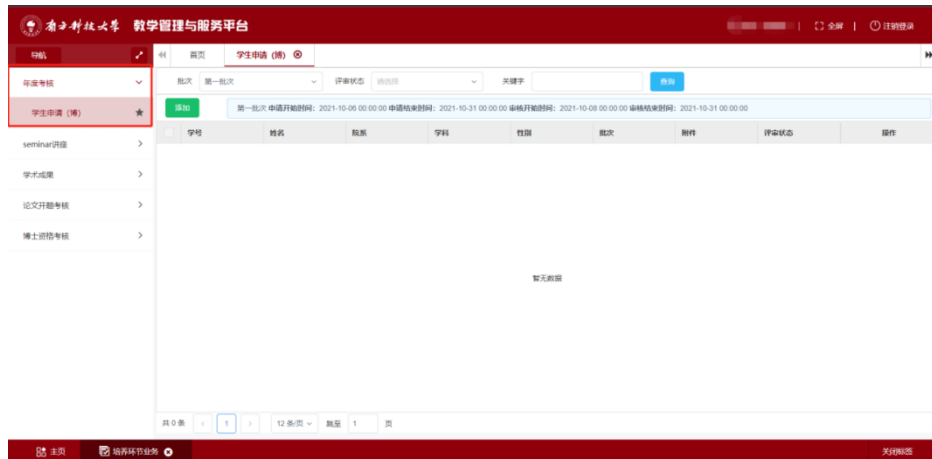 南方科技大学 教学管理与服务平台 | 全屏 | 注销登录
导航 首页 学生申请 (博)
年度考核 批次 第一批次 评审状态 请选择 关键字 查询
学生申请 (博) 添加 第一批次 申请开始时间: 2021-10-06 00:00:00 申请结束时间: 2021-10-31 00:00:00 审核开始时间: 2021-10-08 00:00:00 审核结束时间: 2021-10-31 00:00:00
学号 姓名 院系 学科 性别 批次 附件 评审状态 操作
seminar讲座
学术成果
论文开题考核
博士资格考核
暂无数据
共 0 条 1 12 条/页 跳至 1 页
主页 培养环节业务 关闭标签